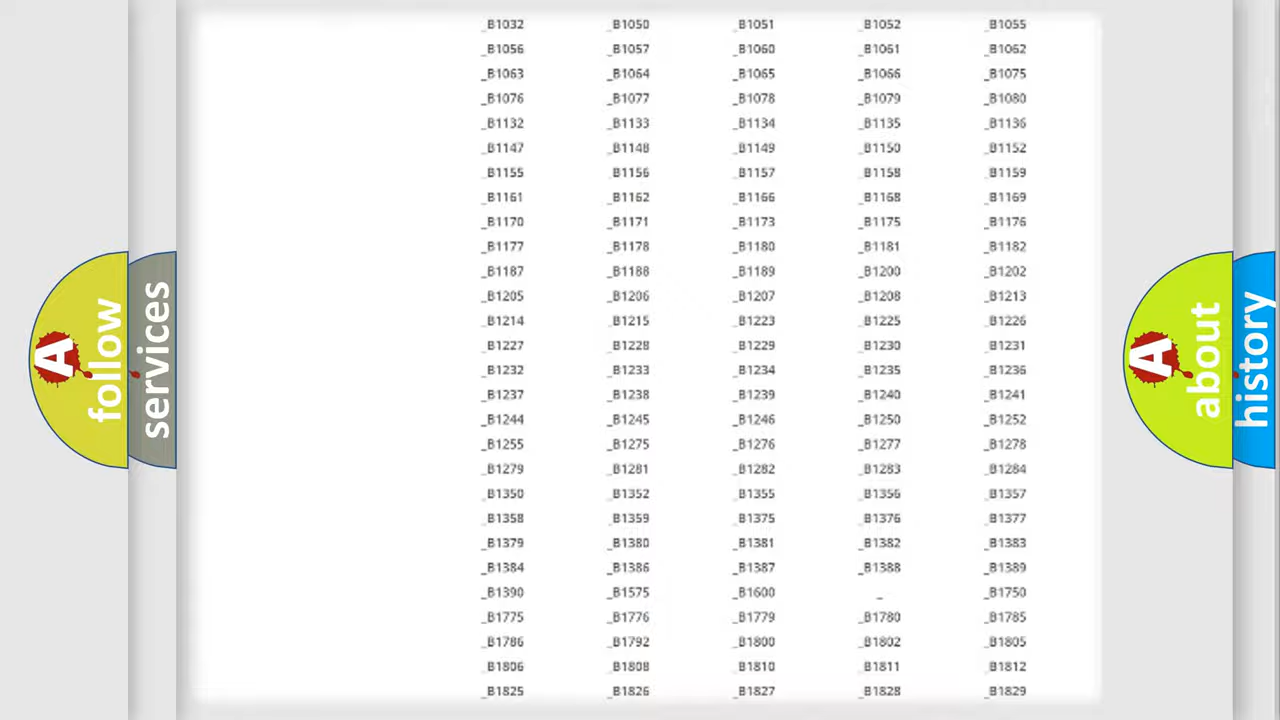 _B1032 _B1050 _B1051 _B1052 _B1055
_B1056 _B1057 _B1060 _B1061 _B1062
_B1063 _B1064 _B1065 _B1066 _B1075
_B1076 _B1077 _B1078 _B1079 _B1080
_B1132 _B1133 _B1134 _B1135 _B1136
_B1147 _B1148 _B1149 _B1150 _B1152
_B1155 _B1156 _B1157 _B1158 _B1159
_B1161 _B1162 _B1166 _B1168 _B1169
_B1170 _B1171 _B1173 _B1175 _B1176
_B1177 _B1178 _B1180 _B1181 _B1182
_B1187 _B1188 _B1189 _B1200 _B1202
_B1205 _B1206 _B1207 _B1208 _B1213
_B1214 _B1215 _B1223 _B1225 _B1226
_B1227 _B1228 _B1229 _B1230 _B1231
_B1232 _B1233 _B1234 _B1235 _B1236
_B1237 _B1238 _B1239 _B1240 _B1241
_B1244 _B1245 _B1246 _B1250 _B1252
_B1255 _B1275 _B1276 _B1277 _B1278
_B1279 _B1281 _B1282 _B1283 _B1284
_B1350 _B1352 _B1355 _B1356 _B1357
_B1358 _B1359 _B1375 _B1376 _B1377
_B1379 _B1380 _B1381 _B1382 _B1383
_B1384 _B1386 _B1387 _B1388 _B1389
_B1390 _B1575 _B1600 _ _B1750
_B1775 _B1776 _B1779 _B1780 _B1785
_B1786 _B1792 _B1800 _B1802 _B1805
_B1806 _B1808 _B1810 _B1811 _B1812
_B1825 _B1826 _B1827 _B1828 _B1829
A follow
services
A about
history